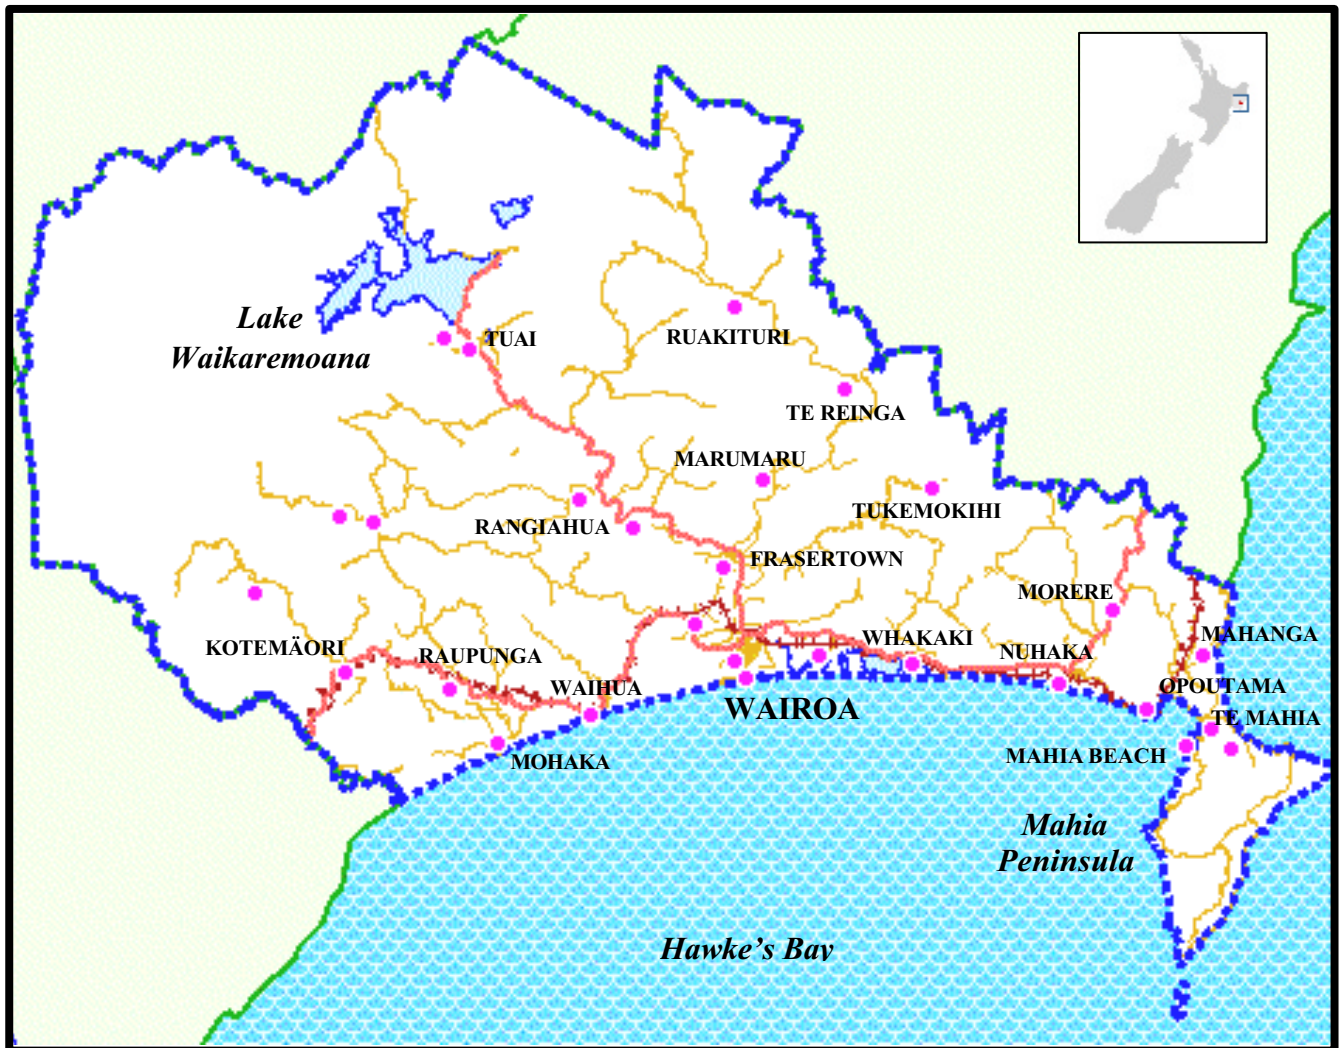 Lake
Waikaremoana
TUAI
RUAKITURI
TE REINGA
MARUMARU
TUKEMOKIHI
RANGIAHUA
FRASERTOWN
MORERE
KOTEMÄORI
RAUPUNGA
WHAKAKI
NUHAKA
MAHANGA
WAIHUA
OPOUTAMA
WAIROA
TE MAHIA
MOHAKA
MAHIA BEACH
Mahia
Peninsula
Hawke's Bay